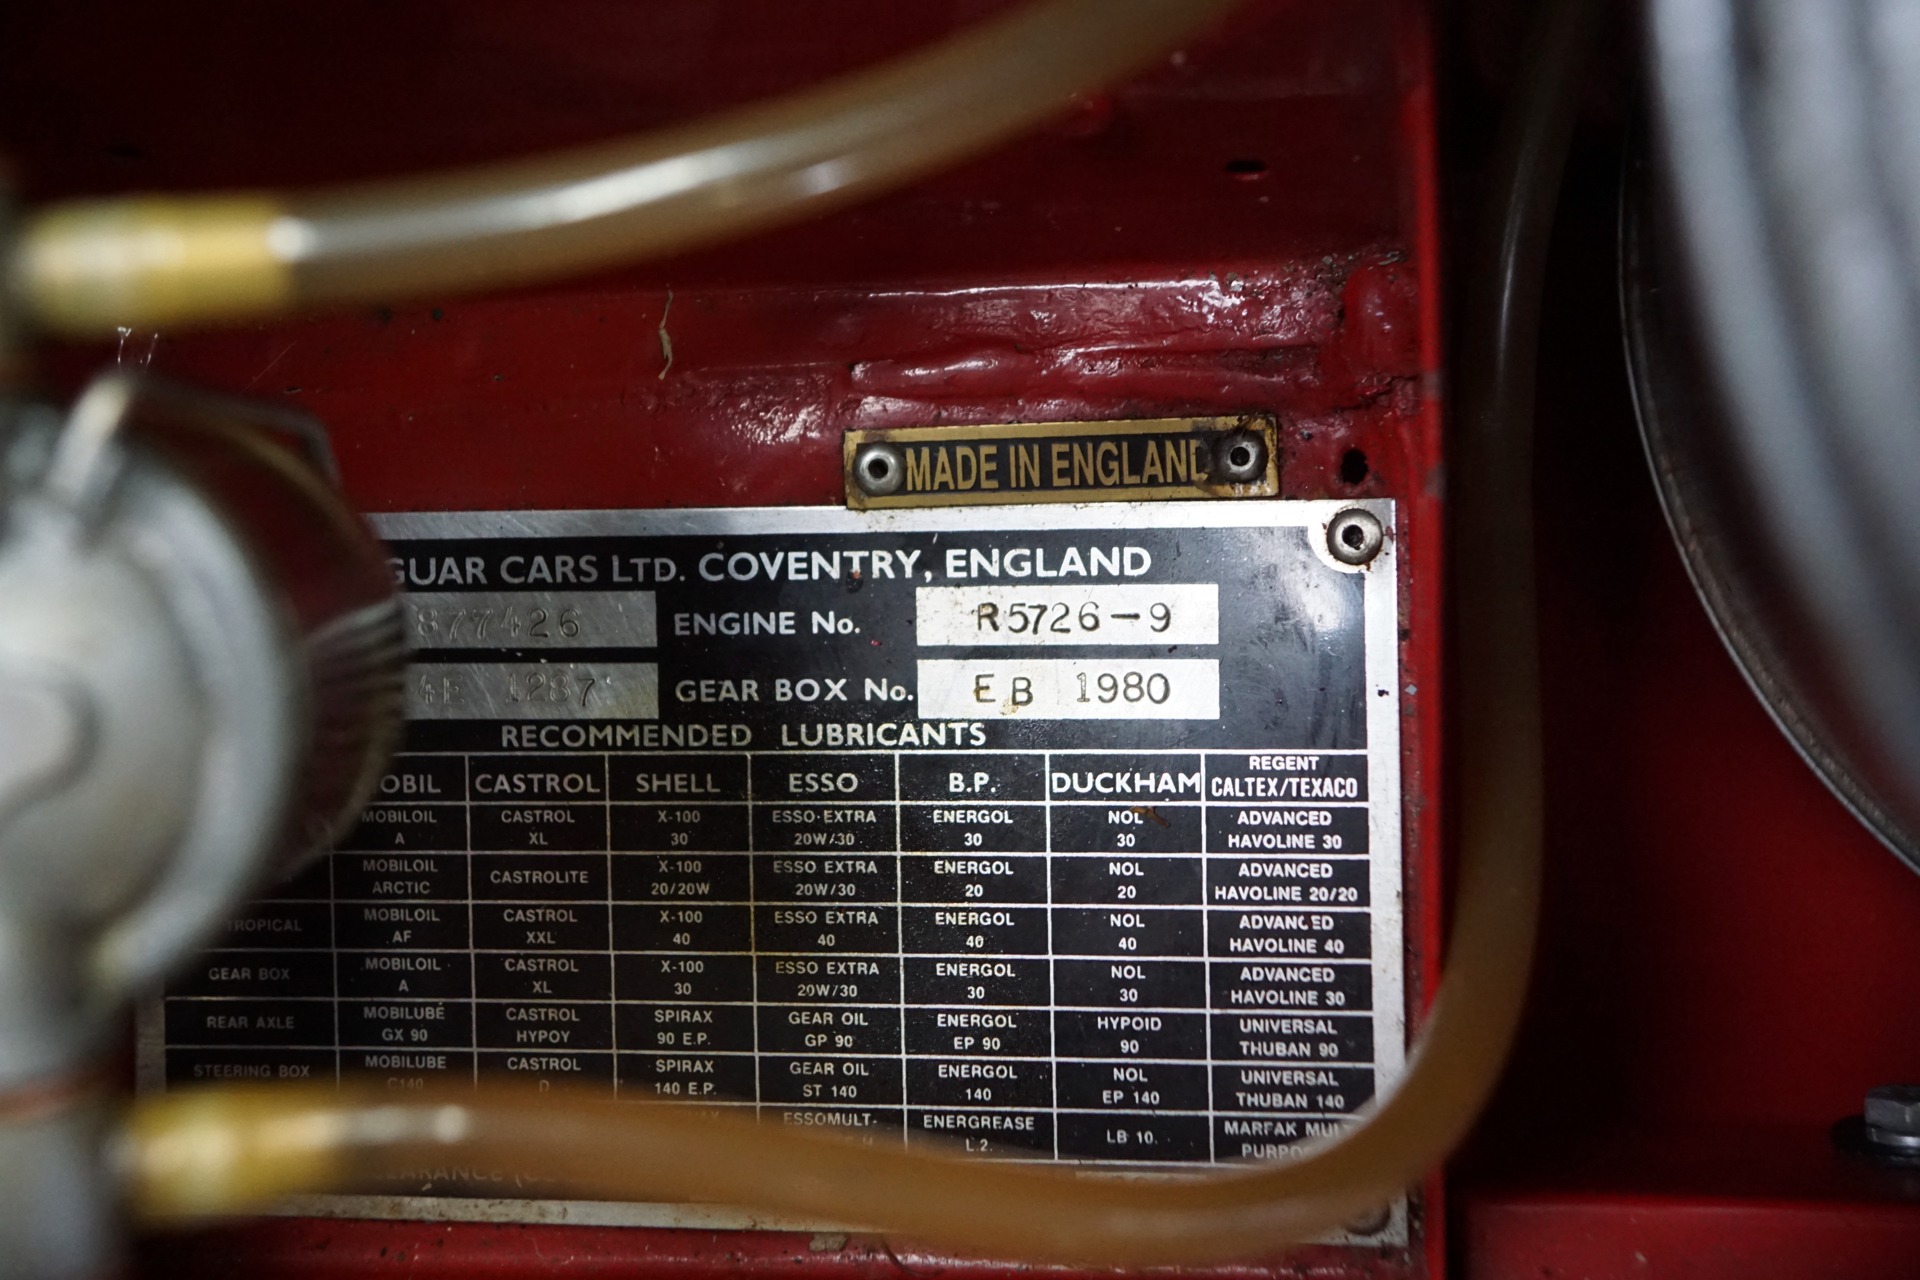 MADE IN ENGLAND
GUAR CARS LTD. COVENTRY, ENGLAND
877426 ENGINE No. R5726-9
4E 1287 GEAR BOX No. EB 1980
RECOMMENDED LUBRICANTS
OBIL CASTROL SHELL ESSO B.P. DUCKHAM REGENT
CALTEX/TEXACO
MOBILOIL CASTROL X-100 ESSO EXTRA ENERGOL NOL ADVANCED
A XL 30 20W/30 30 30 HAVOLINE 30
MOBILOIL CASTROLITE X-100 ESSO EXTRA ENERGOL NOL ADVANCED
ARCTIC 20/20W 20W/30 20 20 HAVOLINE 20/20
TROPICAL MOBILOIL CASTROL X-100 ESSO EXTRA ENERGOL NOL ADVANCED
AF XXL 40 40 40 40 HAVOLINE 40
GEAR BOX MOBILOIL CASTROL X-100 ESSO EXTRA ENERGOL NOL ADVANCED
A XL 30 20W/30 30 30 HAVOLINE 30
REAR AXLE MOBILUBE CASTROL SPIRAX GEAR OIL ENERGOL HYPOID UNIVERSAL
GX 90 HYPOY 90 E.P. GP 90 EP 90 90 THUBAN 90
STEERING BOX MOBILUBE CASTROL SPIRAX GEAR OIL ENERGOL NOL UNIVERSAL
C140 D 140 E.P. ST 140 140 EP 140 THUBAN 140
ESSOMULT- ENERGREASE LB 10. MARFAK MULTI
H L.2. PURPOSE
EARANCE